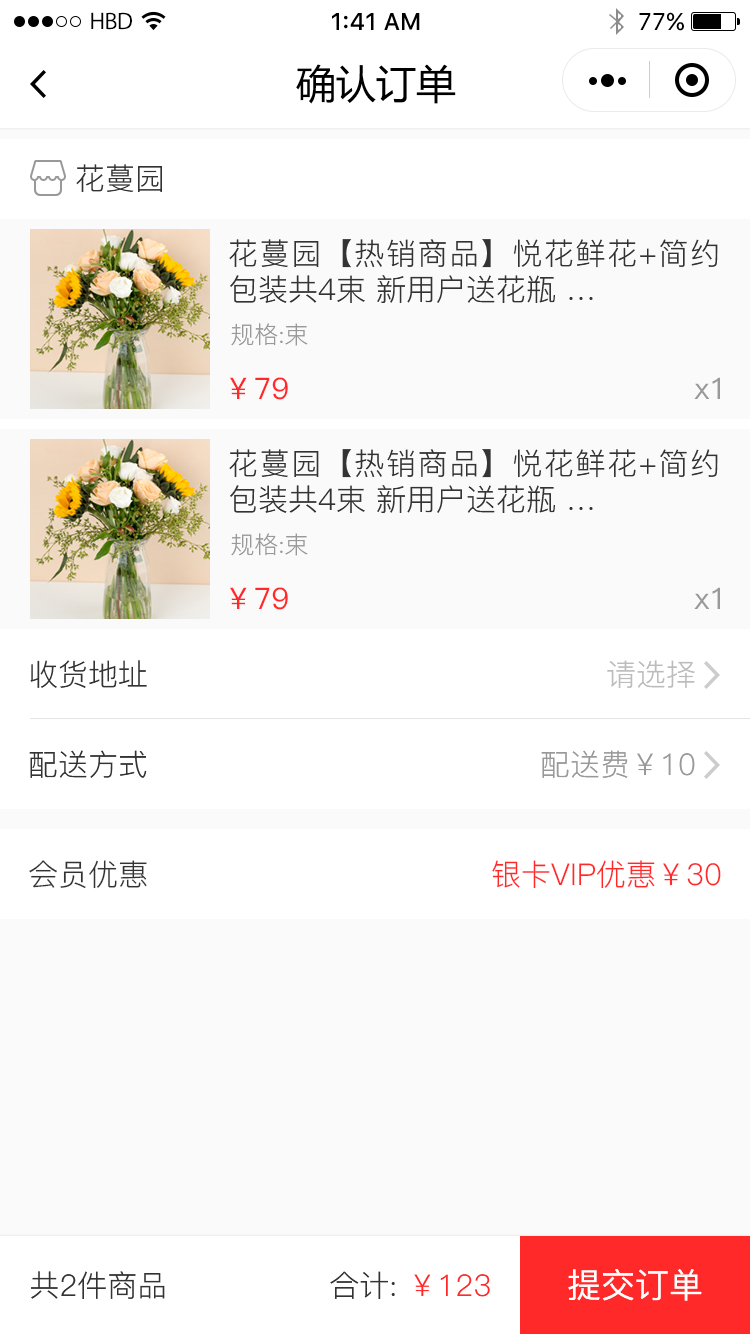 HBD 1:41 AM 77%
确认订单
花蔓园
花蔓园【热销商品】悦花鲜花+简约
包装共4束 新用户送花瓶 ...
规格:束
¥ 79 x1
花蔓园【热销商品】悦花鲜花+简约
包装共4束 新用户送花瓶 ...
规格:束
¥ 79 x1
收货地址 请选择
配送方式 配送费 ¥ 10
会员优惠 银卡VIP优惠 ¥ 30
共2件商品 合计: ¥ 123 提交订单